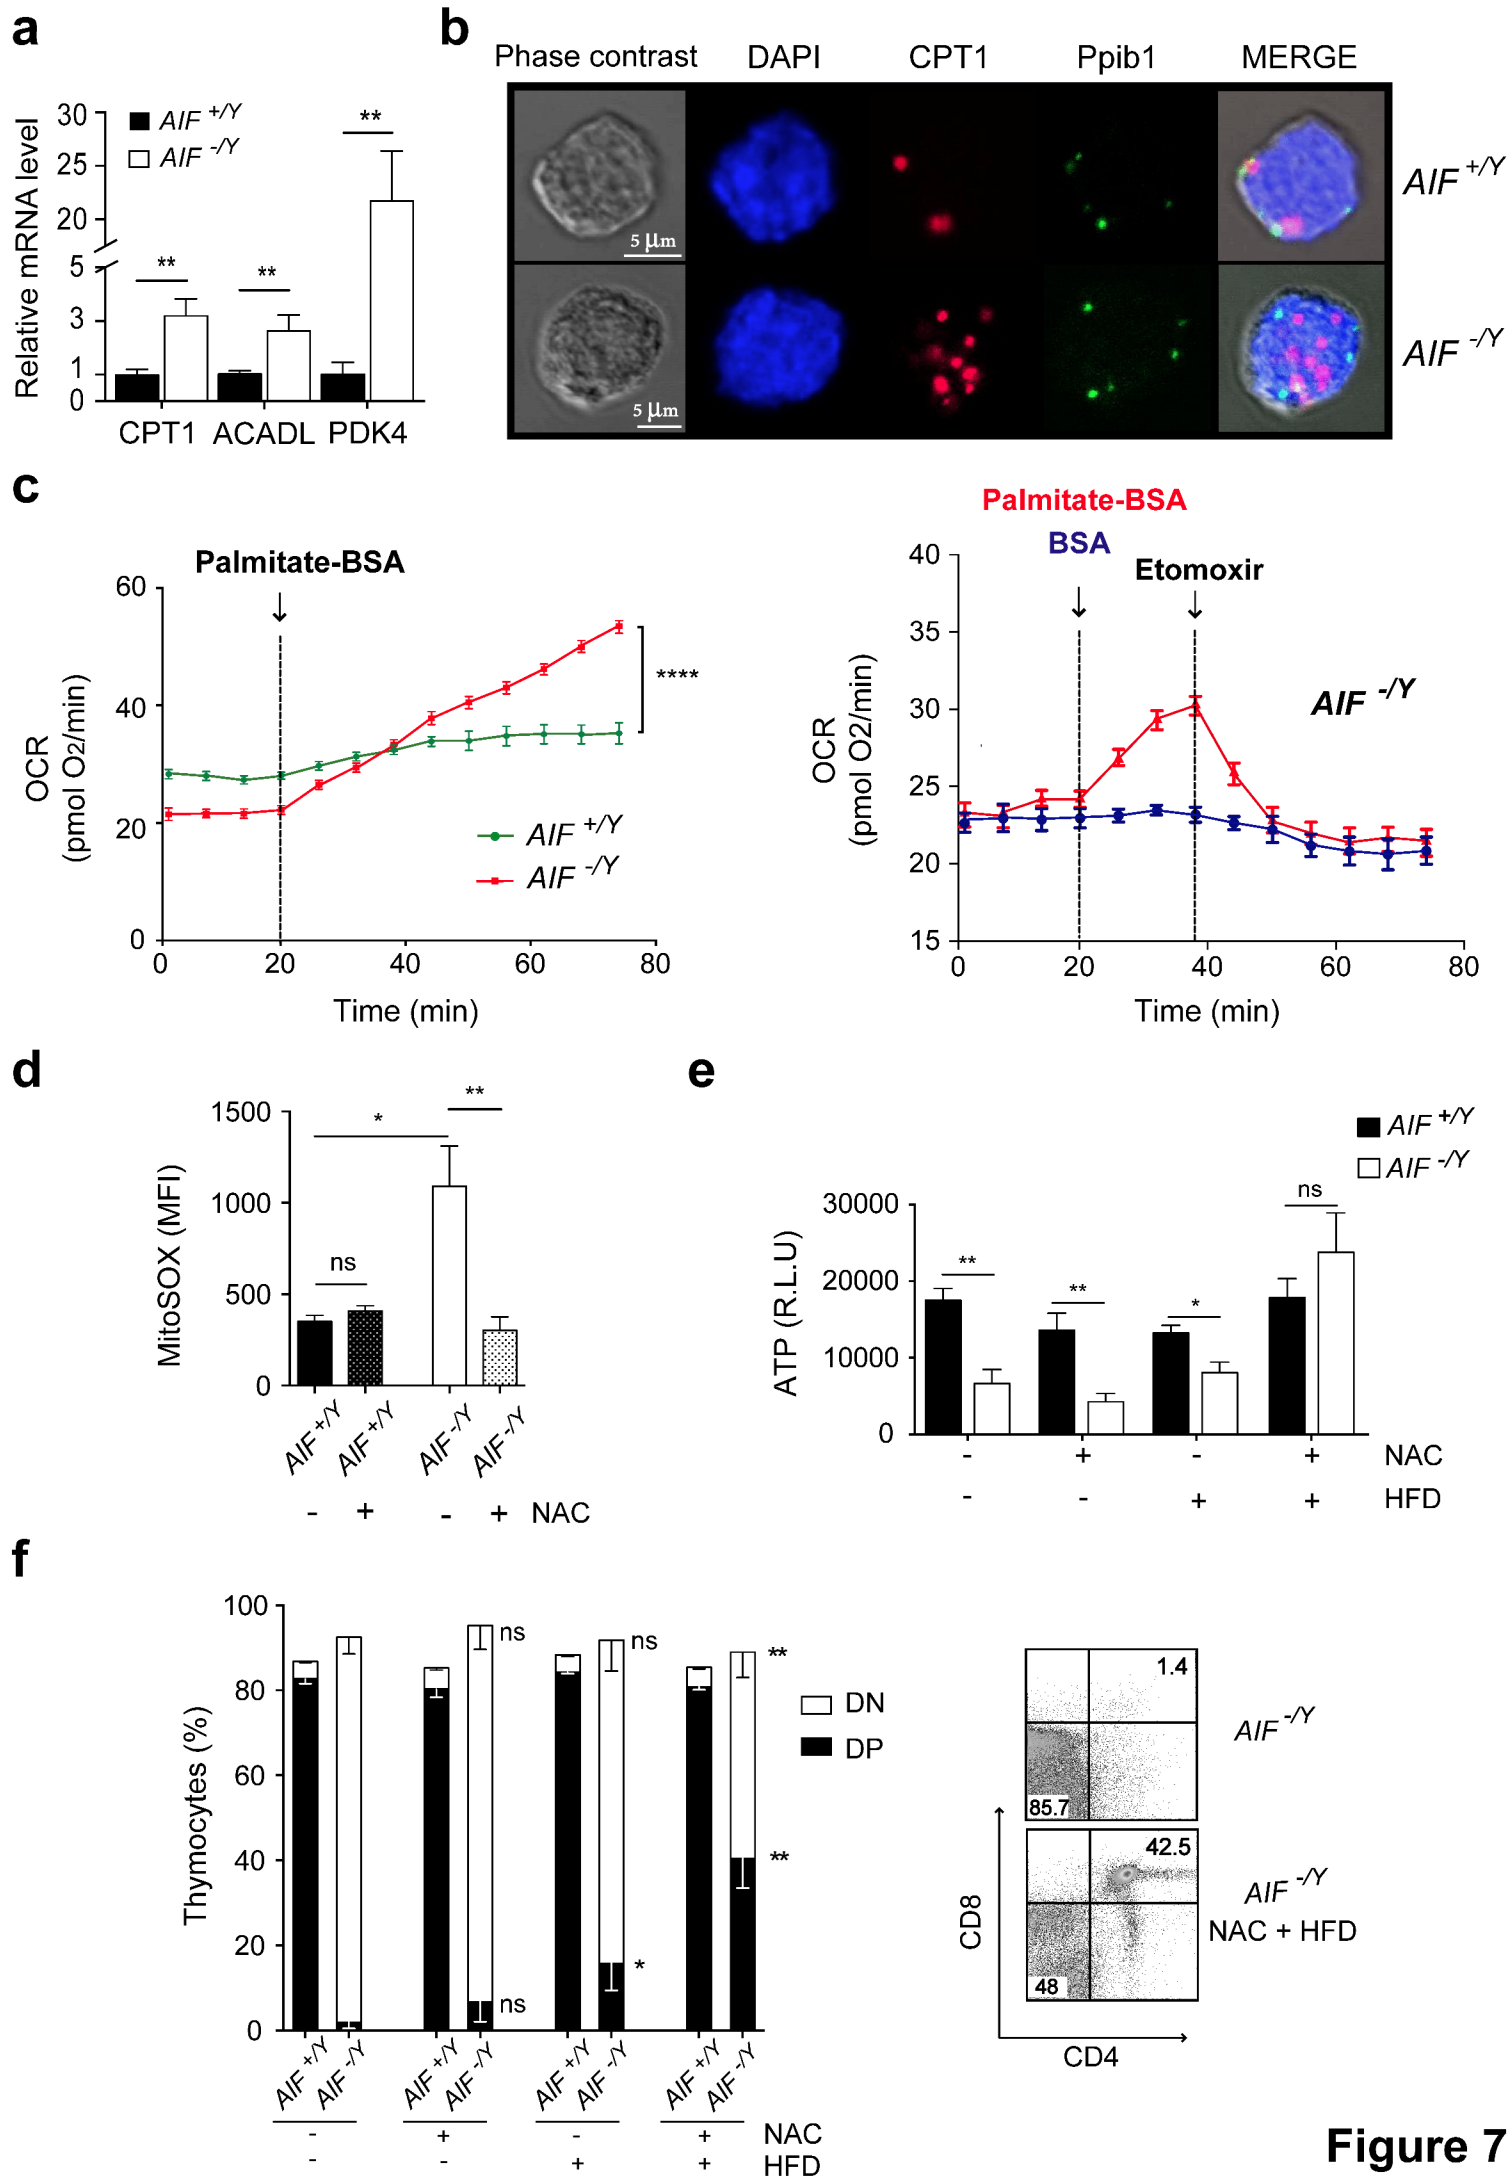 a
Relative mRNA level
30
25
20
5
3
1
0
AIF +/Y
AIF -/Y
**
**
**
CPT1 ACADL PDK4
b
Phase contrast DAPI CPT1 Ppib1 MERGE
5 µm
AIF +/Y
5 µm
AIF -/Y
c
Palmitate-BSA
60
40
20
0
OCR
(pmol O2/min)
****
AIF +/Y
AIF -/Y
0 20 40 60 80
Time (min)
Palmitate-BSA
BSA
Etomoxir
40
35
30
25
20
15
OCR
(pmol O2/min)
AIF -/Y
0 20 40 60 80
Time (min)
d
MitoSOX (MFI)
1500
1000
500
0
*
**
ns
AIF +/Y AIF +/Y AIF -/Y AIF -/Y
- + - + NAC
e
AIF +/Y
AIF -/Y
ATP (R.L.U)
30000
20000
10000
0
**
**
*
ns
- + - + NAC
- - + + HFD
f
Thymocytes (%)
100
80
60
40
20
0
ns
ns
ns
*
**
**
DN
DP
AIF +/Y AIF -/Y AIF +/Y AIF -/Y AIF +/Y AIF -/Y AIF +/Y AIF -/Y
- + - + NAC
- - + + HFD
1.4
85.7
AIF -/Y
42.5
48
AIF -/Y
NAC + HFD
CD8
CD4
Figure 7